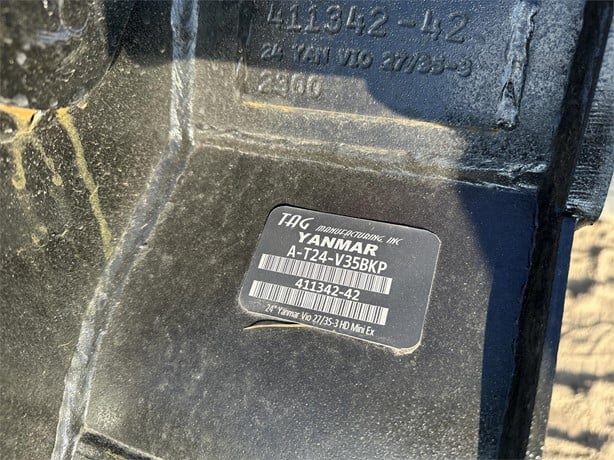 411342-42
24 YAN VIO 27/35-3
2900
TAG MANUFACTURING INC
YANMAR
A-T24-V35BKP
411342-42
24" Yanmar Vio 27/35-3 HD Mini Ex